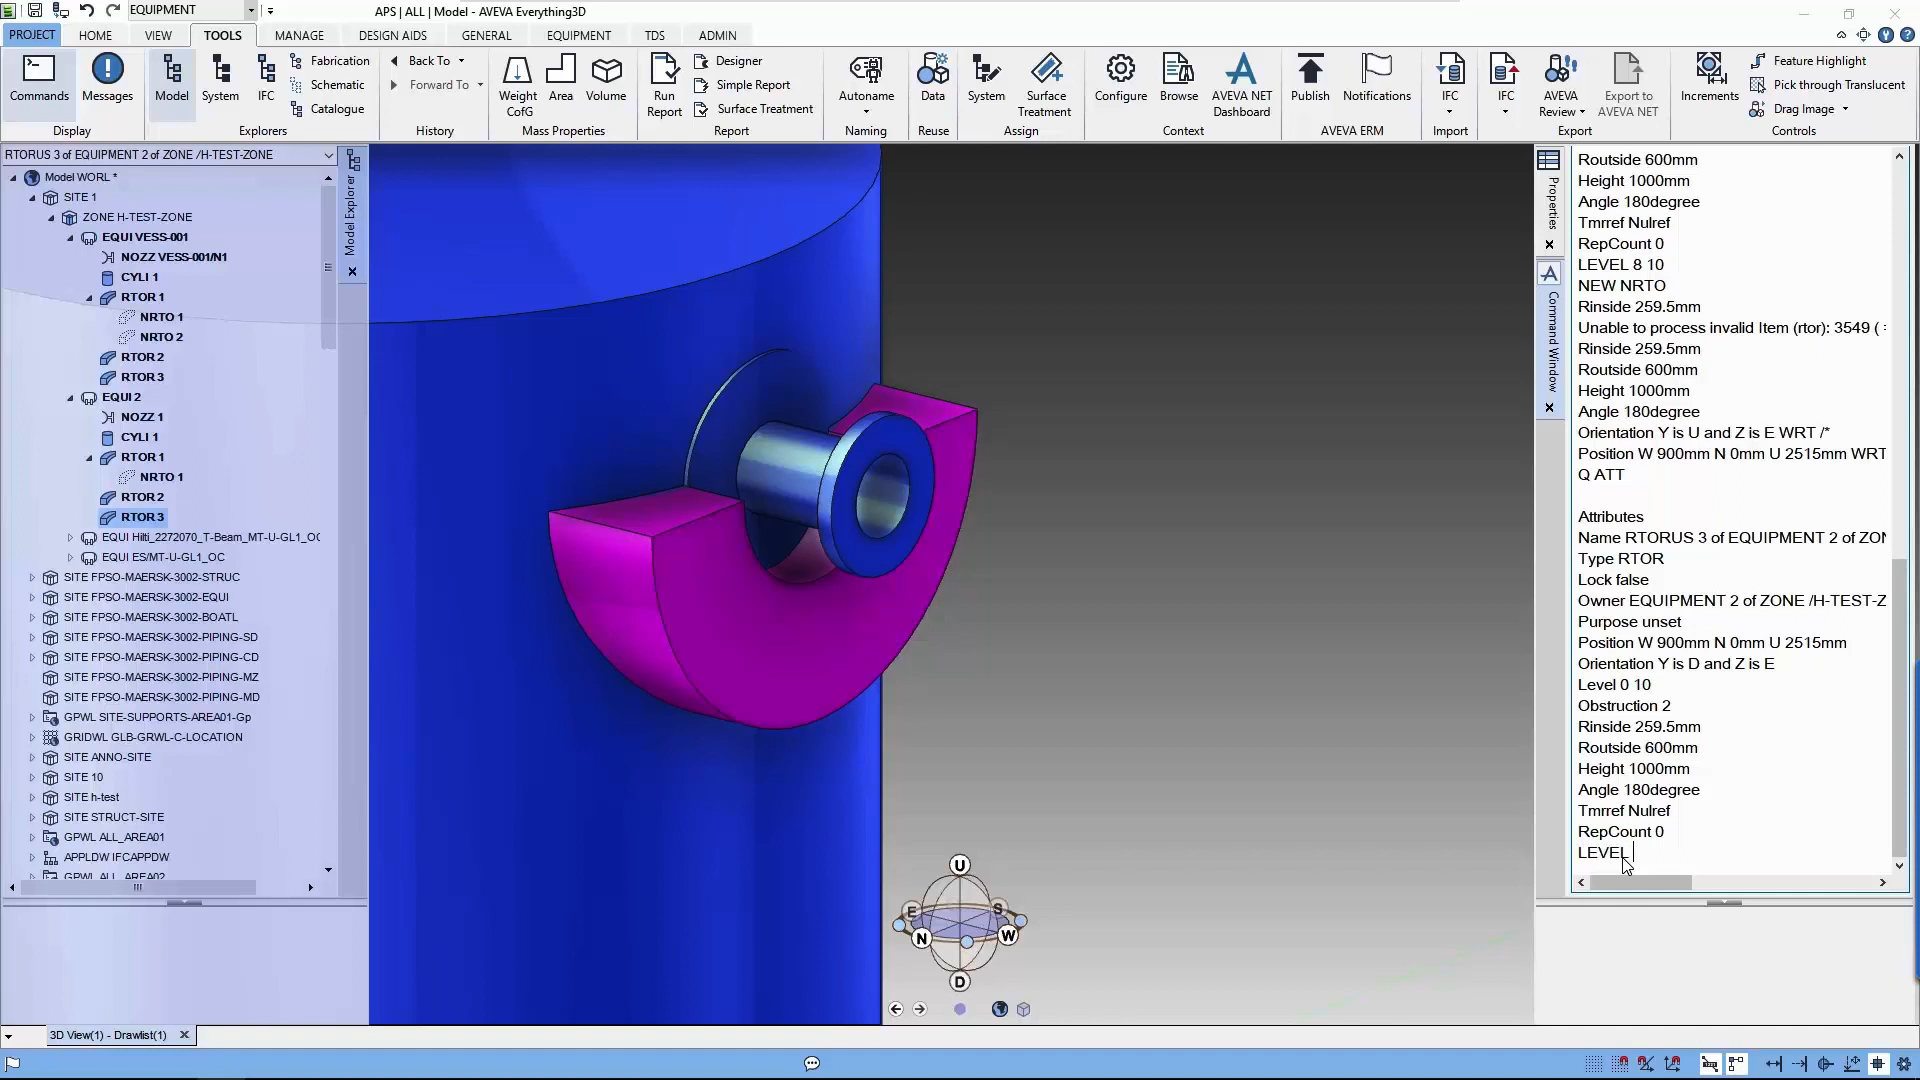 EQUIPMENT
APS | ALL | Model - AVEVA Everything3D
PROJECT HOME VIEW TOOLS MANAGE DESIGN AIDS GENERAL EQUIPMENT TDS ADMIN
Commands
Messages
Display
Model
System
IFC
Fabrication
Schematic
Catalogue
Explorers
Back To
Forward To
History
Weight CofG
Area
Volume
Mass Properties
Run Report
Designer
Simple Report
Surface Treatment
Report
Autoname
Naming
Data
Reuse
System
Surface Treatment
Assign
Configure
Browse
AVEVA NET Dashboard
Context
Publish
Notifications
AVEVA ERM
IFC
Import
IFC
AVEVA Review
Export to AVEVA NET
Export
Increments
Feature Highlight
Pick through Translucent
Drag Image
Controls
RTORUS 3 of EQUIPMENT 2 of ZONE /H-TEST-ZONE
Model WORL *
SITE 1
ZONE H-TEST-ZONE
EQUI VESS-001
NOZZ VESS-001/N1
CYLI 1
RTOR 1
NRTO 1
NRTO 2
RTOR 2
RTOR 3
EQUI 2
NOZZ 1
CYLI 1
RTOR 1
NRTO 1
RTOR 2
RTOR 3
EQUI Hilti_2272070_T-Beam_MT-U-GL1_OC
EQUI ES/MT-U-GL1_OC
SITE FPSO-MAERSK-3002-STRUC
SITE FPSO-MAERSK-3002-EQUI
SITE FPSO-MAERSK-3002-BOATL
SITE FPSO-MAERSK-3002-PIPING-SD
SITE FPSO-MAERSK-3002-PIPING-CD
SITE FPSO-MAERSK-3002-PIPING-MZ
SITE FPSO-MAERSK-3002-PIPING-MD
GPWL SITE-SUPPORTS-AREA01-Gp
GRIDWL GLB-GRWL-C-LOCATION
SITE ANNO-SITE
SITE 10
SITE h-test
SITE STRUCT-SITE
GPWL ALL_AREA01
APPLDW IFCAPPDW
GPWL ALL_AREA02
Model Explorer
U
E
S
N
W
D
Properties
Command Window
Routside 600mm
Height 1000mm
Angle 180degree
Tmrref Nulref
RepCount 0
LEVEL 8 10
NEW NRTO
Rinside 259.5mm
Unable to process invalid Item (rtor): 3549 ( =
Rinside 259.5mm
Routside 600mm
Height 1000mm
Angle 180degree
Orientation Y is U and Z is E WRT /*
Position W 900mm N 0mm U 2515mm WRT
Q ATT
Attributes
Name RTORUS 3 of EQUIPMENT 2 of ZON
Type RTOR
Lock false
Owner EQUIPMENT 2 of ZONE /H-TEST-Z
Purpose unset
Position W 900mm N 0mm U 2515mm
Orientation Y is D and Z is E
Level 0 10
Obstruction 2
Rinside 259.5mm
Routside 600mm
Height 1000mm
Angle 180degree
Tmrref Nulref
RepCount 0
LEVEL
3D View(1) - Drawlist(1)